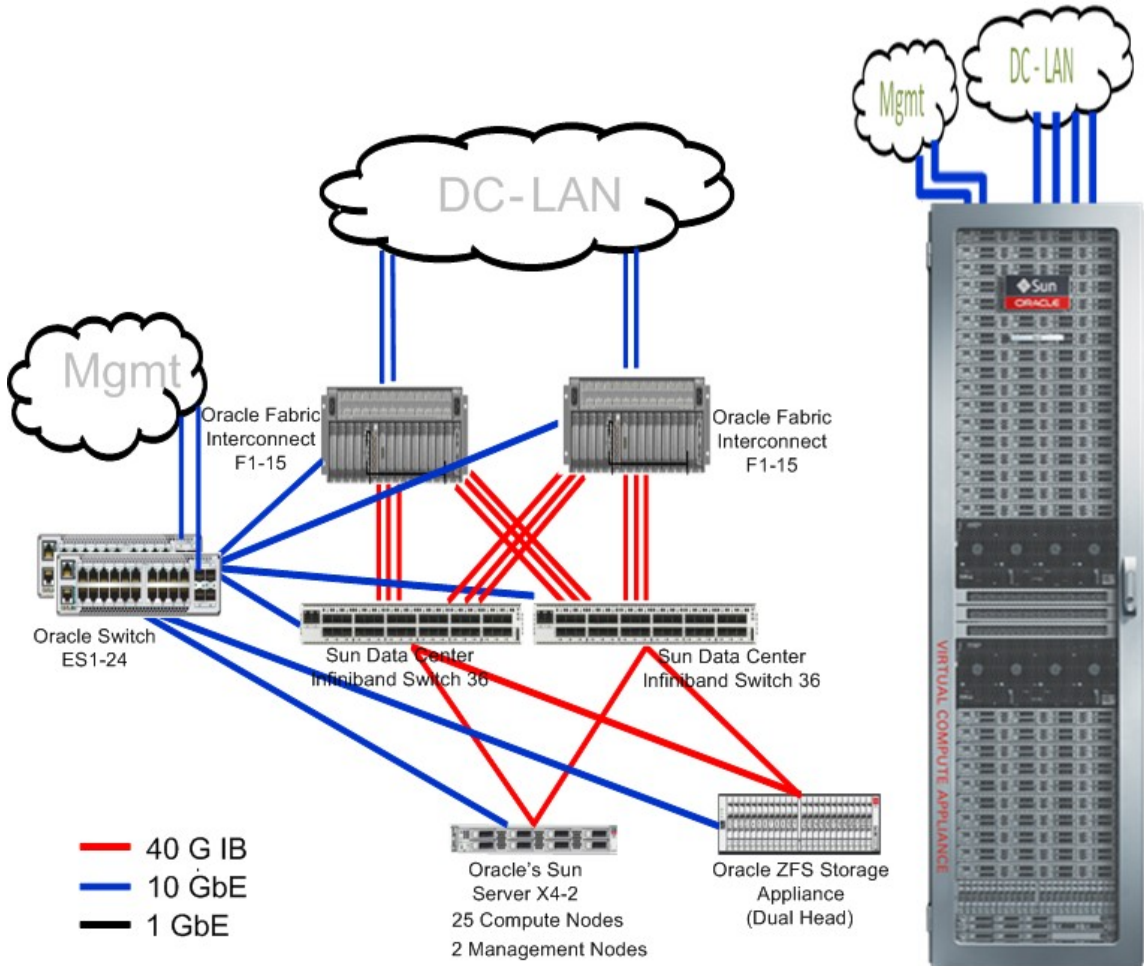 Mgmt
DC - LAN
DC-LAN
Sun
ORACLE
Mgmt
Oracle Fabric
Interconnect
F1-15
Oracle Fabric
Interconnect
F1-15
Oracle Switch
ES1-24
Sun Data Center
Infiniband Switch 36
Sun Data Center
Infiniband Switch 36
VIRTUAL COMPUTE APPLIANCE
40 G IB
10 GbE
1 GbE
Oracle's Sun
Server X4-2
25 Compute Nodes
2 Management Nodes
Oracle ZFS Storage
Appliance
(Dual Head)